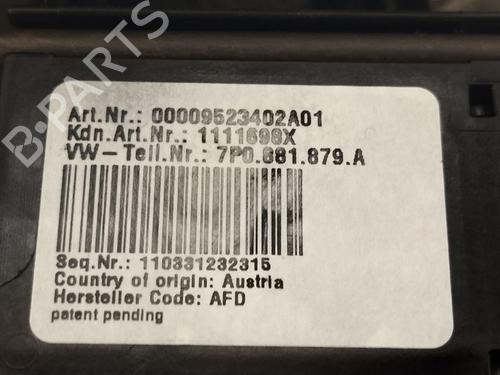 B-PARTS
Art.Nr.: 00009523402A01
Kdn.Art.Nr.: 1111698X
VW-Teil.Nr.: 7P0.881.879.A
Seq.Nr.: 110331232315
Country of origin: Austria
Hersteller Code: AFD
patent pending